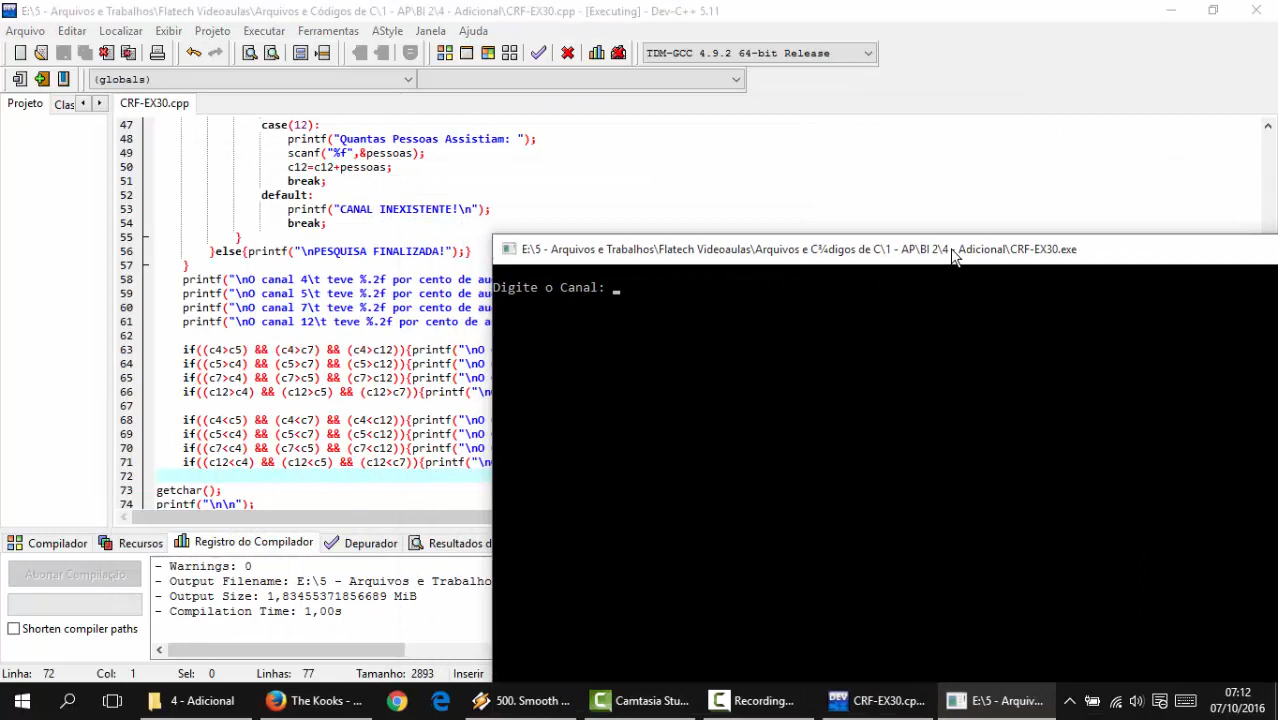 E:\5 - Arquivos e Trabalhos\Flatech Videoaulas\Arquivos e Códigos de C\1 - AP\BI 2\4 - Adicional\CRF-EX30.cpp - [Executing] - Dev-C++ 5.11
Arquivo Editar Localizar Exibir Projeto Executar Ferramentas AStyle Janela Ajuda
TDM-GCC 4.9.2 64-bit Release
(globals)
Projeto Clas CRF-EX30.cpp
47 case(12):
48 printf("Quantas Pessoas Assistiam: ");
49 scanf("%f",&pessoas);
50 c12=c12+pessoas;
51 break;
52 default:
53 printf("CANAL INEXISTENTE!\n");
54 break;
55 }
56 }else{printf("\nPESQUISA FINALIZADA!");}
57 }
58 printf("\nO canal 4\t teve %.2f por cento de au
59 printf("\nO canal 5\t teve %.2f por cento de au
60 printf("\nO canal 7\t teve %.2f por cento de au
61 printf("\nO canal 12\t teve %.2f por cento de a
62
63 if((c4>c5) && (c4>c7) && (c4>c12)){printf("\nO
64 if((c5>c4) && (c5>c7) && (c5>c12)){printf("\nO
65 if((c7>c4) && (c7>c5) && (c7>c12)){printf("\nO
66 if((c12>c4) && (c12>c5) && (c12>c7)){printf("\n
67
68 if((c4<c5) && (c4<c7) && (c4<c12)){printf("\nO
69 if((c5<c4) && (c5<c7) && (c5<c12)){printf("\nO
70 if((c7<c4) && (c7<c5) && (c7<c12)){printf("\nO
71 if((c12<c4) && (c12<c5) && (c12<c7)){printf("\n
72
73 getchar();
74 printf("\n\n");
E:\5 - Arquivos e Trabalhos\Flatech Videoaulas\Arquivos e C¾digos de C\1 - AP\BI 2\4 - Adicional\CRF-EX30.exe
Digite o Canal: _
Compilador Recursos Registro do Compilador Depurador Resultados d
Abortar Compilação
Shorten compiler paths
- Warnings: 0
- Output Filename: E:\5 - Arquivos e Trabalho
- Output Size: 1,83455371856689 MiB
- Compilation Time: 1,00s
Linha: 72 Col: 1 Sel: 0 Linhas: 77 Tamanho: 2893 Inserir
4 - Adicional The Kooks - ... 500. Smooth ... Camtasia Stu... Recording... CRF-EX30.cp... E:\5 - Arquiv...
07:12
07/10/2016